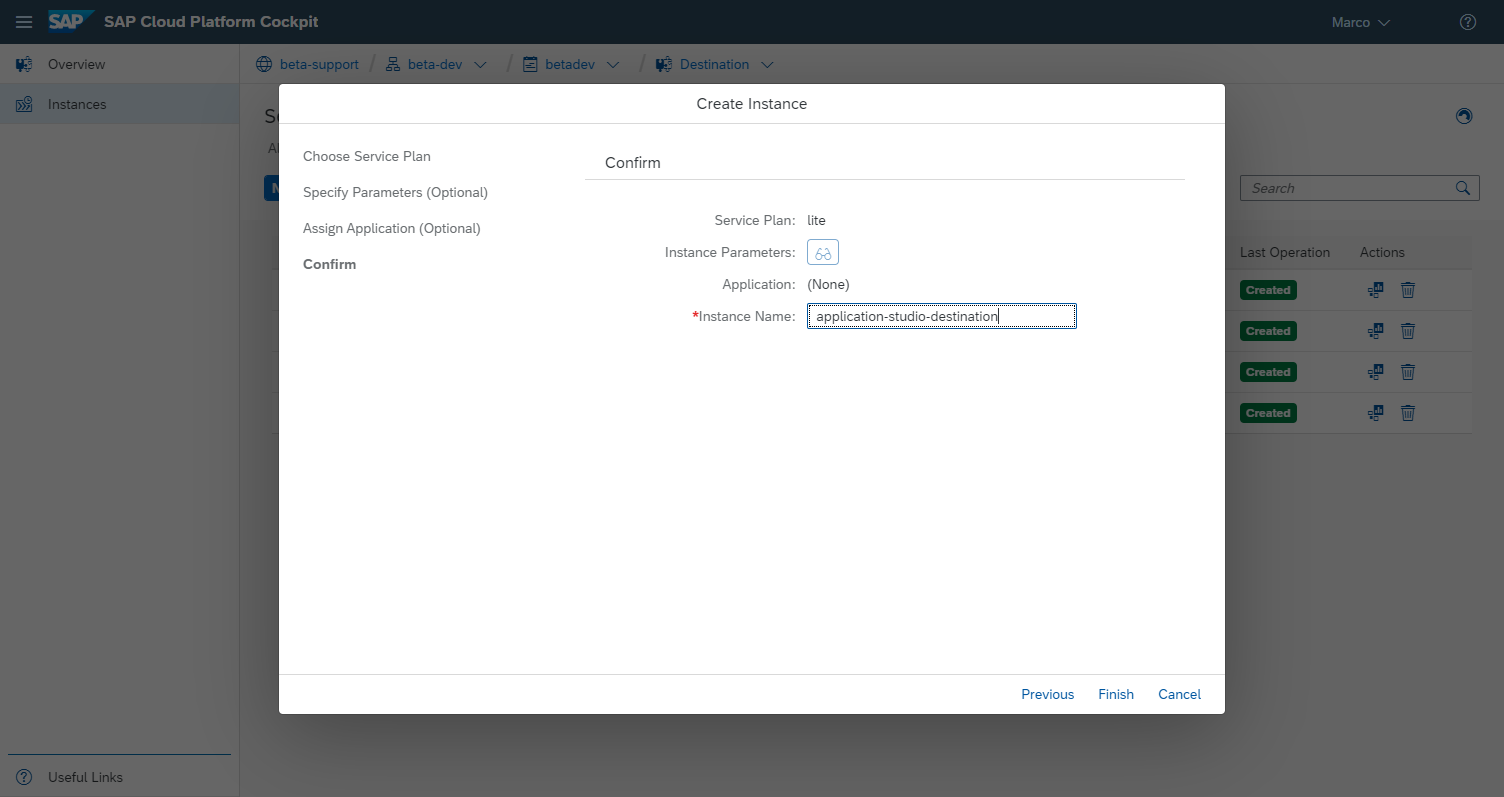 SAP SAP Cloud Platform Cockpit Marco
Overview
beta-support / beta-dev / betadev / Destination
Instances
Create Instance
Choose Service Plan
Specify Parameters (Optional)
Assign Application (Optional)
Confirm
Confirm
Service Plan: lite
Instance Parameters:
Application: (None)
*Instance Name: application-studio-destination
Previous Finish Cancel
Search
Last Operation Actions
Created
Created
Created
Created
Useful Links